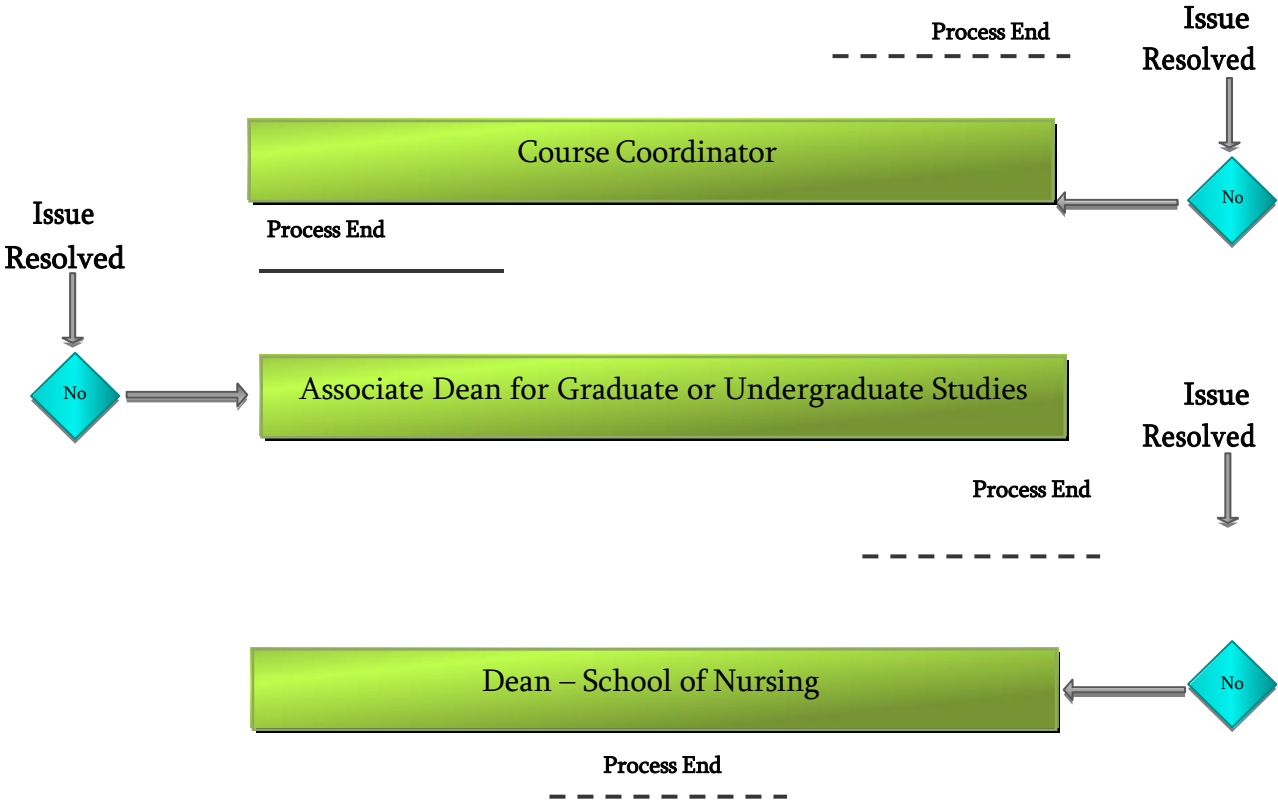 Process End
Issue
Resolved
Course Coordinator
No
Issue
Resolved
Process End
No
Associate Dean for Graduate or Undergraduate Studies
Issue
Resolved
Process End
No
Dean – School of Nursing
Process End